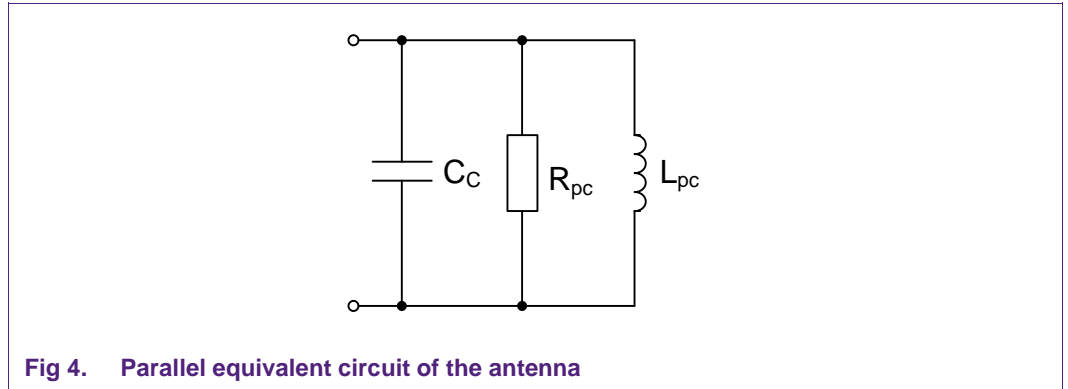 C_C
R_pc
L_pc
Fig 4. Parallel equivalent circuit of the antenna